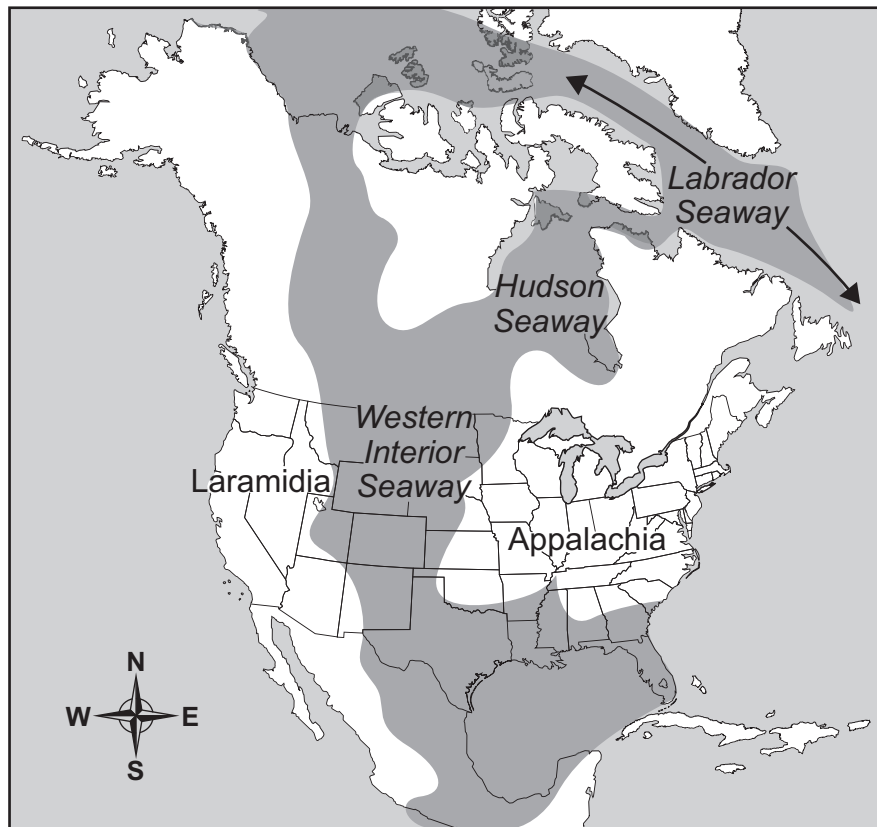 Labrador
Seaway
Hudson
Seaway
Western
Interior
Seaway
Laramidia
Appalachia
N
W E
S